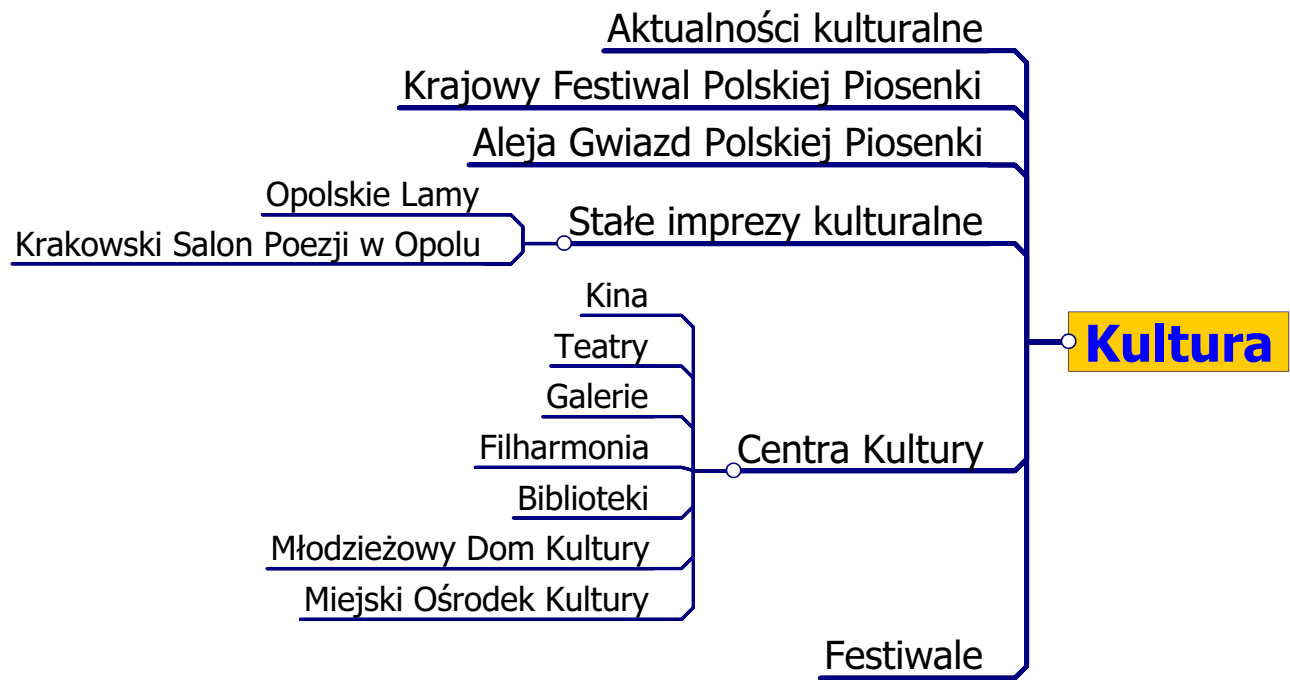 Aktualności kulturalne
Krajowy Festiwal Polskiej Piosenki
Aleja Gwiazd Polskiej Piosenki
Opolskie Lamy
Stałe imprezy kulturalne
Krakowski Salon Poezji w Opolu
Kina
Teatry
Kultura
Galerie
Filharmonia
Centra Kultury
Biblioteki
Młodzieżowy Dom Kultury
Miejski Ośrodek Kultury
Festiwale